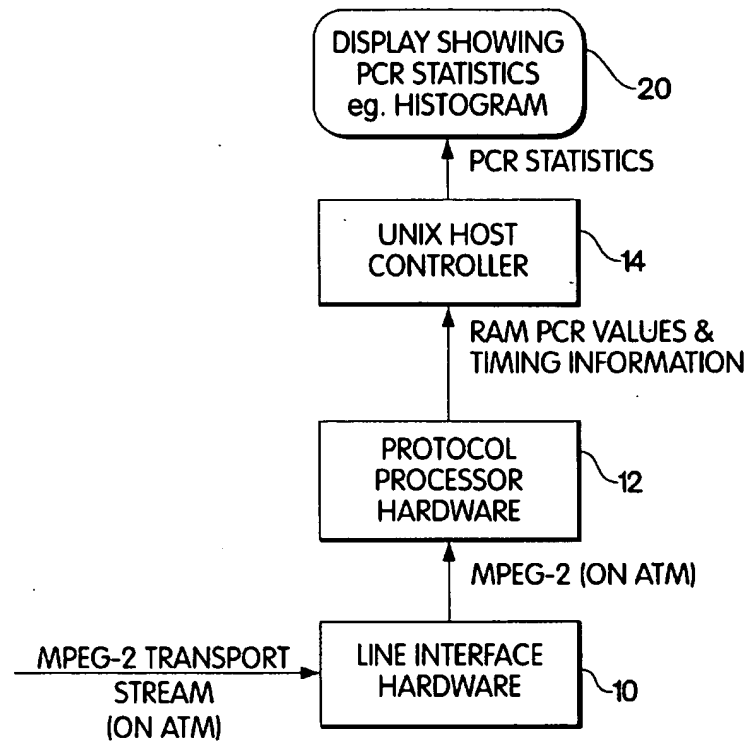 DISPLAY SHOWING
PCR STATISTICS
eg. HISTOGRAM
20
PCR STATISTICS
UNIX HOST
CONTROLLER
14
RAM PCR VALUES &
TIMING INFORMATION
PROTOCOL
PROCESSOR
HARDWARE
12
MPEG-2 (ON ATM)
MPEG-2 TRANSPORT
STREAM
(ON ATM)
LINE INTERFACE
HARDWARE
10